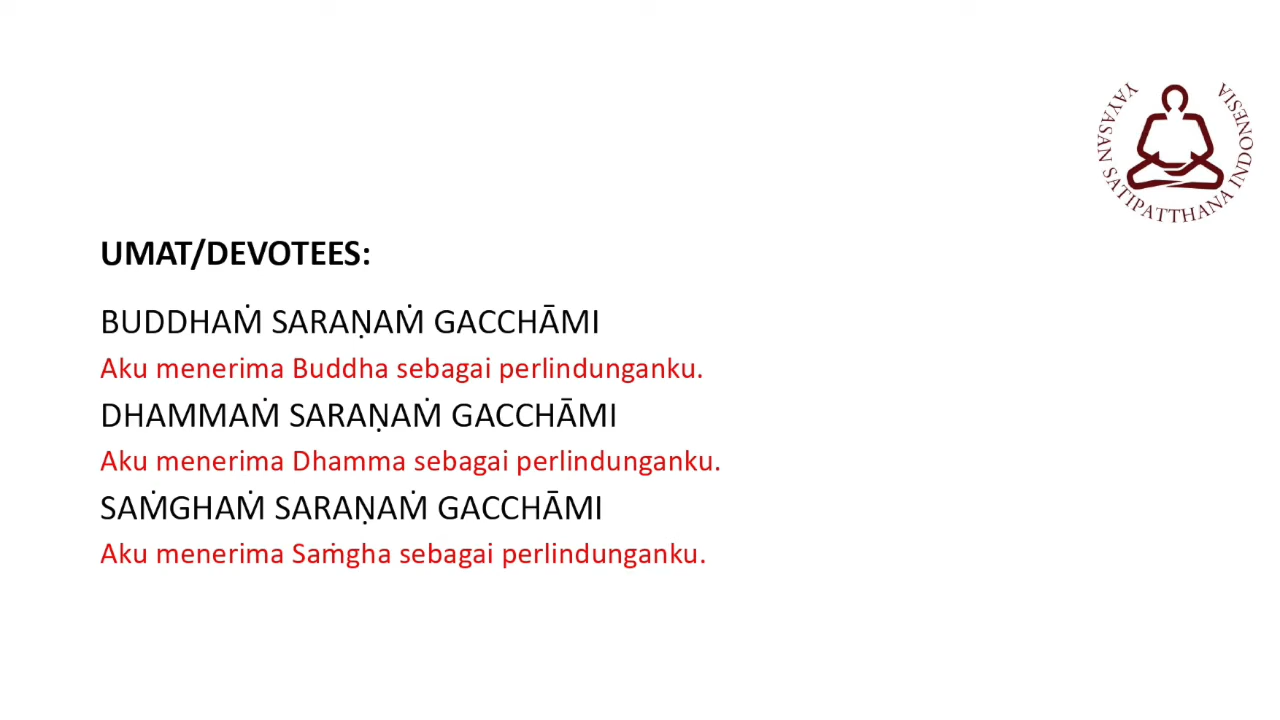 YAYASAN SATIPATTHANA INDONESIA
UMAT/DEVOTEES:
BUDDHAṀ SARAṆAṀ GACCHĀMI
Aku menerima Buddha sebagai perlindunganku.
DHAMMAṀ SARAṆAṀ GACCHĀMI
Aku menerima Dhamma sebagai perlindunganku.
SAṀGHAṀ SARAṆAṀ GACCHĀMI
Aku menerima Saṁgha sebagai perlindunganku.